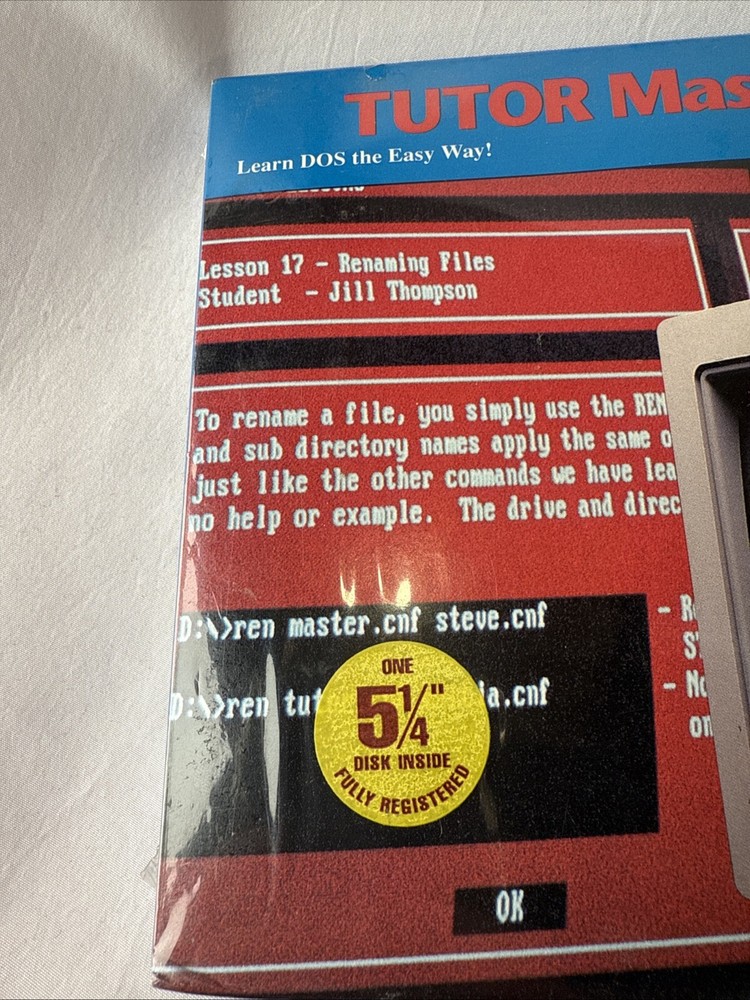 TUTOR Mas
Learn DOS the Easy Way!
Lesson 17 - Renaming Files
Student - Jill Thompson
To rename a file, you simply use the REN
and sub directory names apply the same o
just like the other commands we have lea
no help or example. The drive and direc
D:\>ren master.cnf steve.cnf
D:\>ren tut
ia.cnf
- R
S
- No
on
ONE
5¼"
DISK INSIDE
FULLY REGISTERED
OK